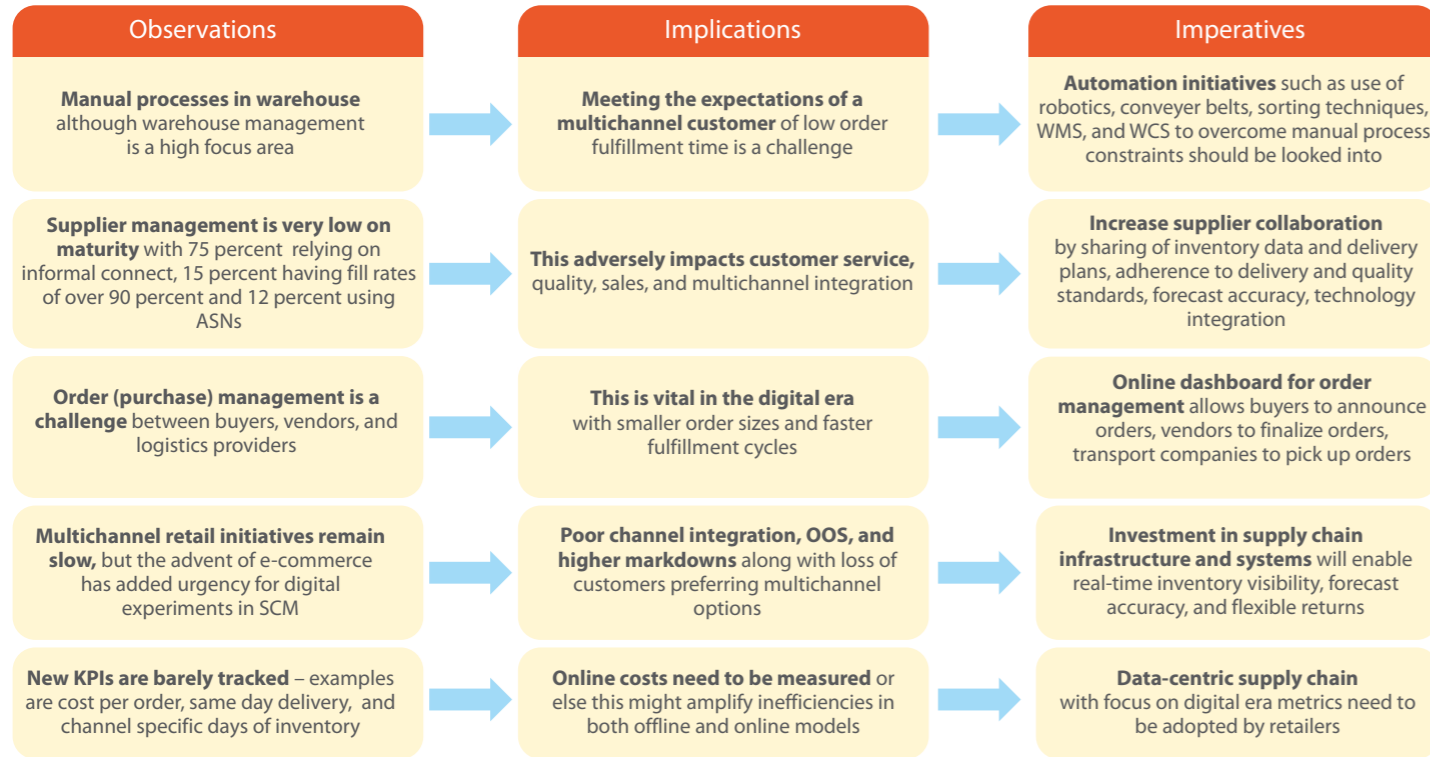 Observations
Implications
Imperatives
Manual processes in warehouse
although warehouse management
is a high focus area
Meeting the expectations of a
multichannel customer of low order
fulfillment time is a challenge
Automation initiatives such as use of
robotics, conveyer belts, sorting techniques,
WMS, and WCS to overcome manual process
constraints should be looked into
Supplier management is very low on
maturity with 75 percent relying on
informal connect, 15 percent having fill rates
of over 90 percent and 12 percent using
ASNs
This adversely impacts customer service,
quality, sales, and multichannel integration
Increase supplier collaboration
by sharing of inventory data and delivery
plans, adherence to delivery and quality
standards, forecast accuracy, technology
integration
Order (purchase) management is a
challenge between buyers, vendors, and
logistics providers
This is vital in the digital era
with smaller order sizes and faster
fulfillment cycles
Online dashboard for order
management allows buyers to announce
orders, vendors to finalize orders,
transport companies to pick up orders
Multichannel retail initiatives remain
slow, but the advent of e-commerce
has added urgency for digital
experiments in SCM
Poor channel integration, OOS, and
higher markdowns along with loss of
customers preferring multichannel
options
Investment in supply chain
infrastructure and systems will enable
real-time inventory visibility, forecast
accuracy, and flexible returns
New KPIs are barely tracked – examples
are cost per order, same day delivery, and
channel specific days of inventory
Online costs need to be measured or
else this might amplify inefficiencies in
both offline and online models
Data-centric supply chain
with focus on digital era metrics need to
be adopted by retailers